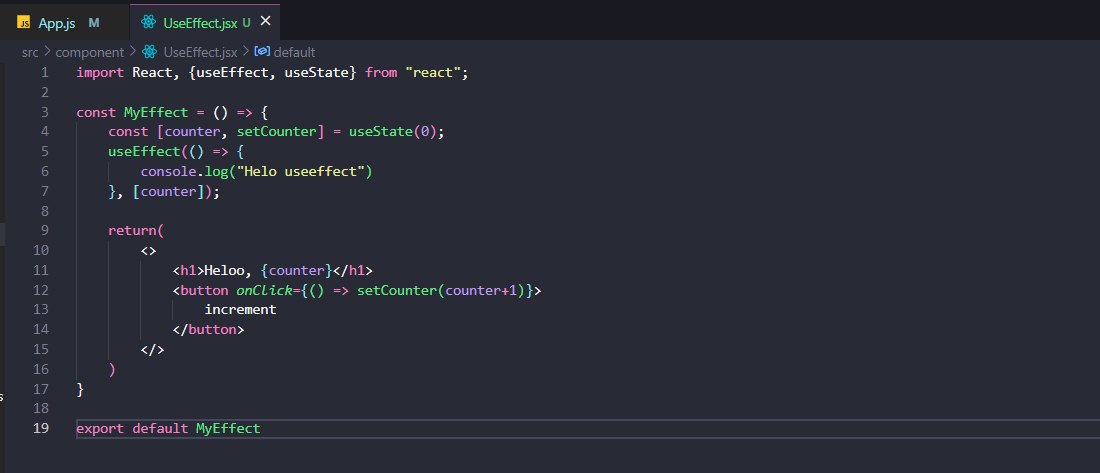 JS App.js M UseEffect.jsx U ×
src > component > UseEffect.jsx > default
1 import React, {useEffect, useState} from "react";
2
3 const MyEffect = () => {
4 const [counter, setCounter] = useState(0);
5 useEffect(() => {
6 console.log("Helo useeffect")
7 }, [counter]);
8
9 return(
10 <>
11 <h1>Heloo, {counter}</h1>
12 <button onClick={() => setCounter(counter+1)}>
13 increment
14 </button>
15 </>
16 )
17 }
18
19 export default MyEffect
s